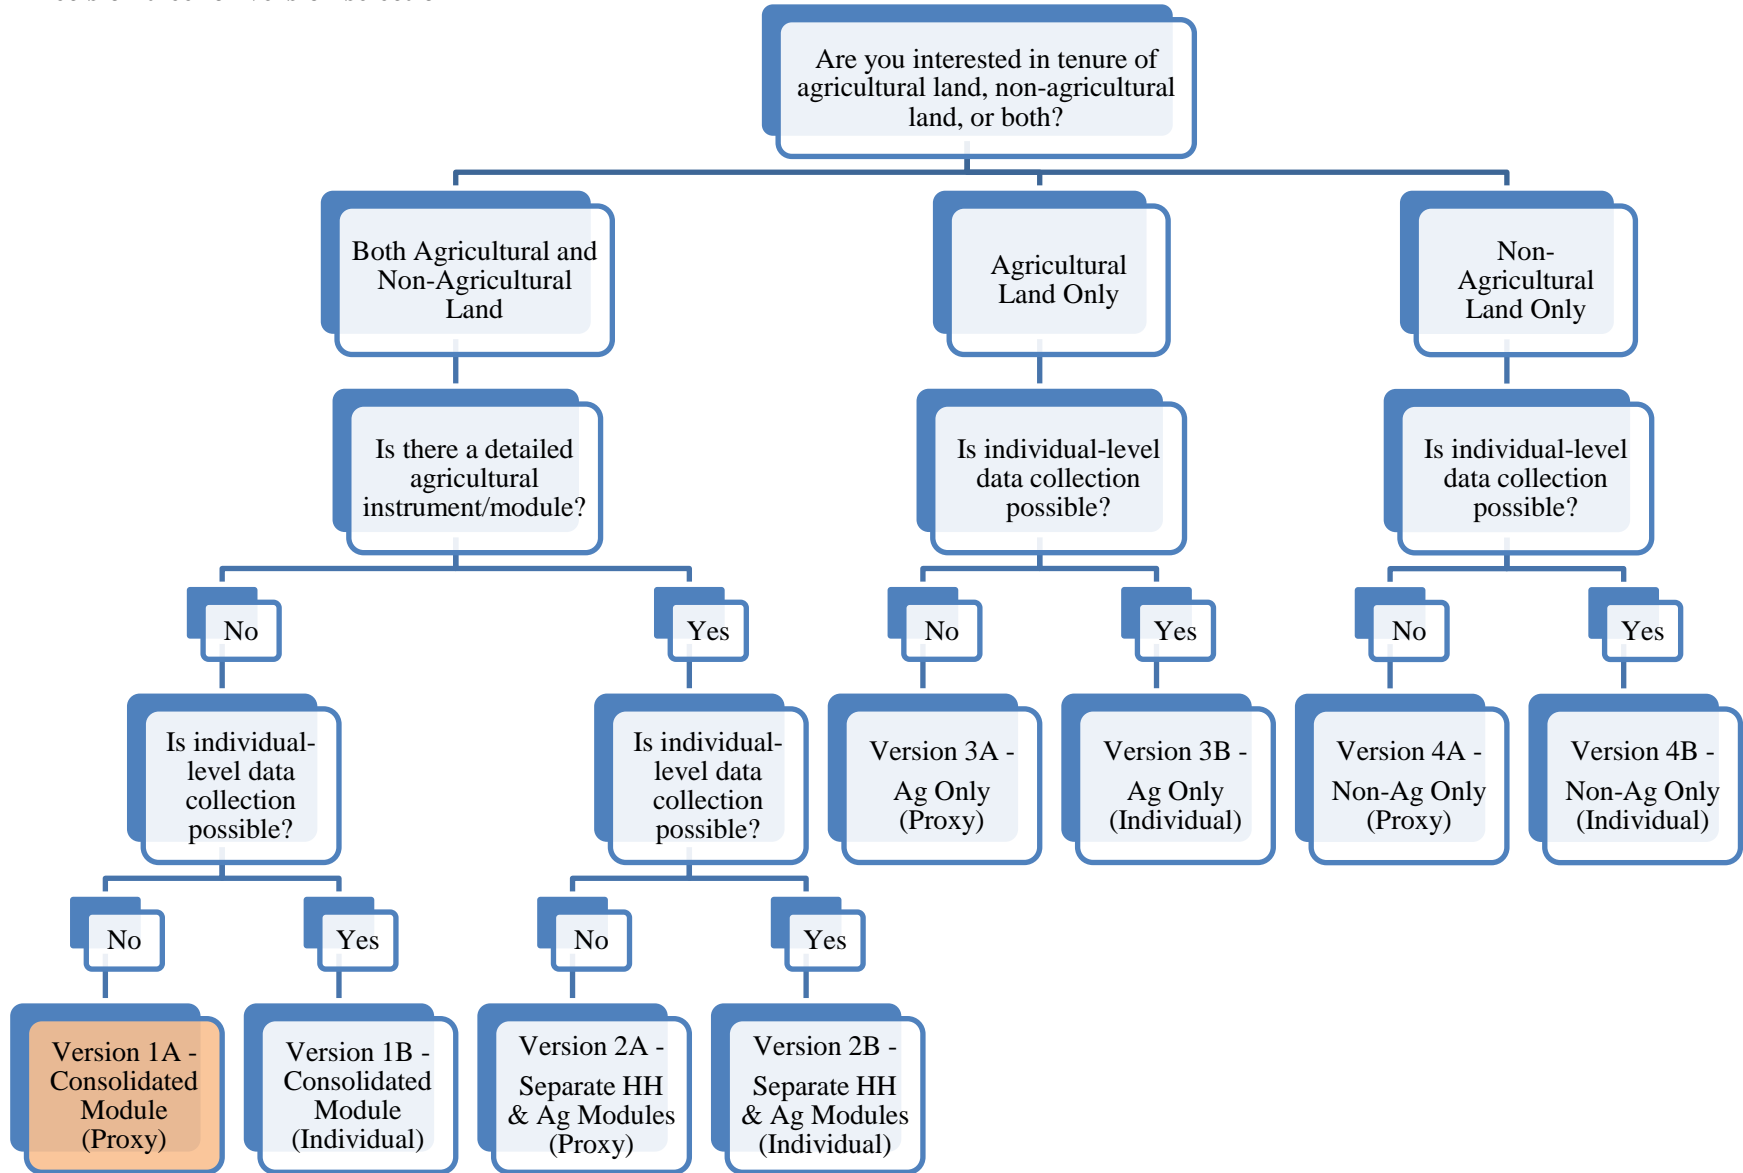 Are you interested in tenure of
agricultural land, non-agricultural
land, or both?
Both Agricultural and
Non-Agricultural
Land
Agricultural
Land Only
Non-
Agricultural
Land Only
Is there a detailed
agricultural
instrument/module?
Is individual-level
data collection
possible?
Is individual-level
data collection
possible?
No
Yes
No
Yes
No
Yes
Is individual-
level data
collection
possible?
Is individual-
level data
collection
possible?
Version 3A -
Ag Only
(Proxy)
Version 3B -
Ag Only
(Individual)
Version 4A -
Non-Ag Only
(Proxy)
Version 4B -
Non-Ag Only
(Individual)
No
Yes
No
Yes
Version 1A -
Consolidated
Module
(Proxy)
Version 1B -
Consolidated
Module
(Individual)
Version 2A -
Separate HH
& Ag Modules
(Proxy)
Version 2B -
Separate HH
& Ag Modules
(Individual)